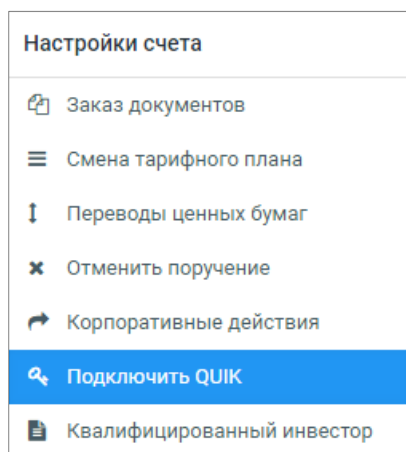 Настройки счета
Заказ документов
Смена тарифного плана
Переводы ценных бумаг
Отменить поручение
Корпоративные действия
Подключить QUIK
Квалифицированный инвестор